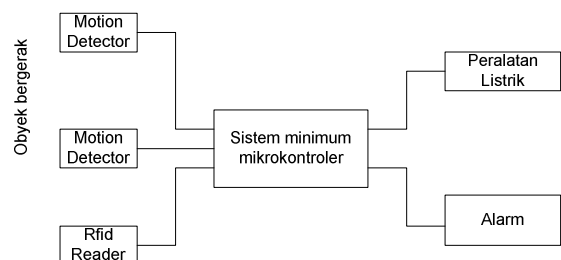 Obyek bergerak
Motion
Detector
Motion
Detector
Rfid
Reader
Sistem minimum
mikrokontroler
Peralatan
Listrik
Alarm